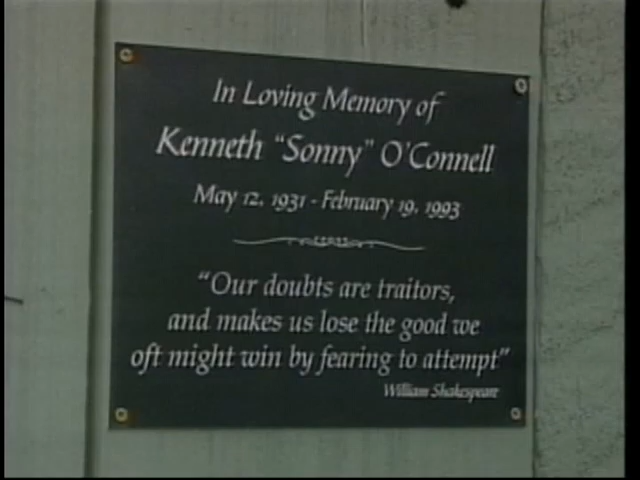 In Loving Memory of
Kenneth "Sonny" O'Connell
May 12, 1931 - February 19, 1993
"Our doubts are traitors,
and makes us lose the good we
oft might win by fearing to attempt"
William Shakespeare